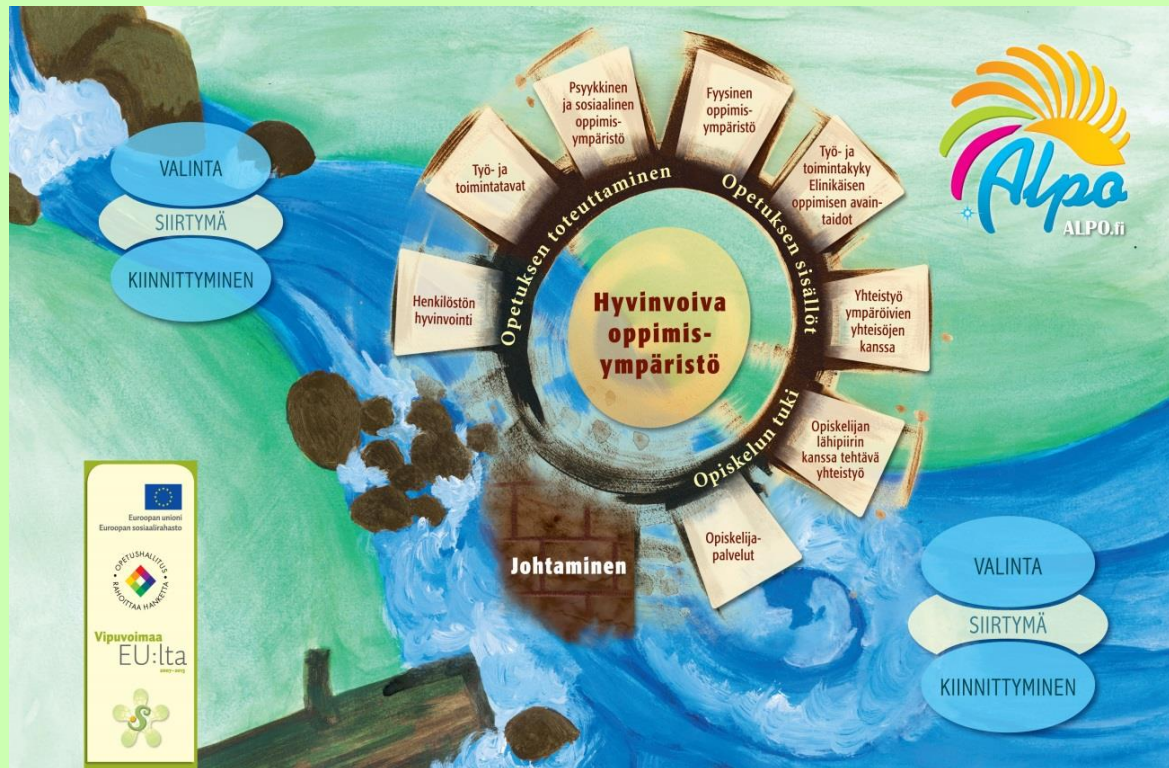 VALINTA
SIIRTYMÄ
KIINNITTYMINEN
Psyykkinen
ja sosiaalinen
oppimis-
ympäristö
Fyysinen
oppimis-
ympäristö
Työ- ja
toimintatavat
Työ- ja
toimintakyky
Elinikäisen
oppimisen avain-
taidot
Henkilöstön
hyvinvointi
Yhteistyö
ympäröivien
yhteisöjen
kanssa
Opiskelijan
lähipiirin
kanssa tehtävä
yhteistyö
Opiskelija-
palvelut
Opetuksen toteuttaminen
Opetuksen sisällöt
Opiskelun tuki
Hyvinvoiva
oppimis-
ympäristö
Johtaminen
Alpo
ALPO.fi
Euroopan unioni
Euroopan sosiaalirahasto
OPETUSHALLITUS
RAHOITTAA HANKETTA
Vipuvoimaa
EU:lta
2007–2013
VALINTA
SIIRTYMÄ
KIINNITTYMINEN